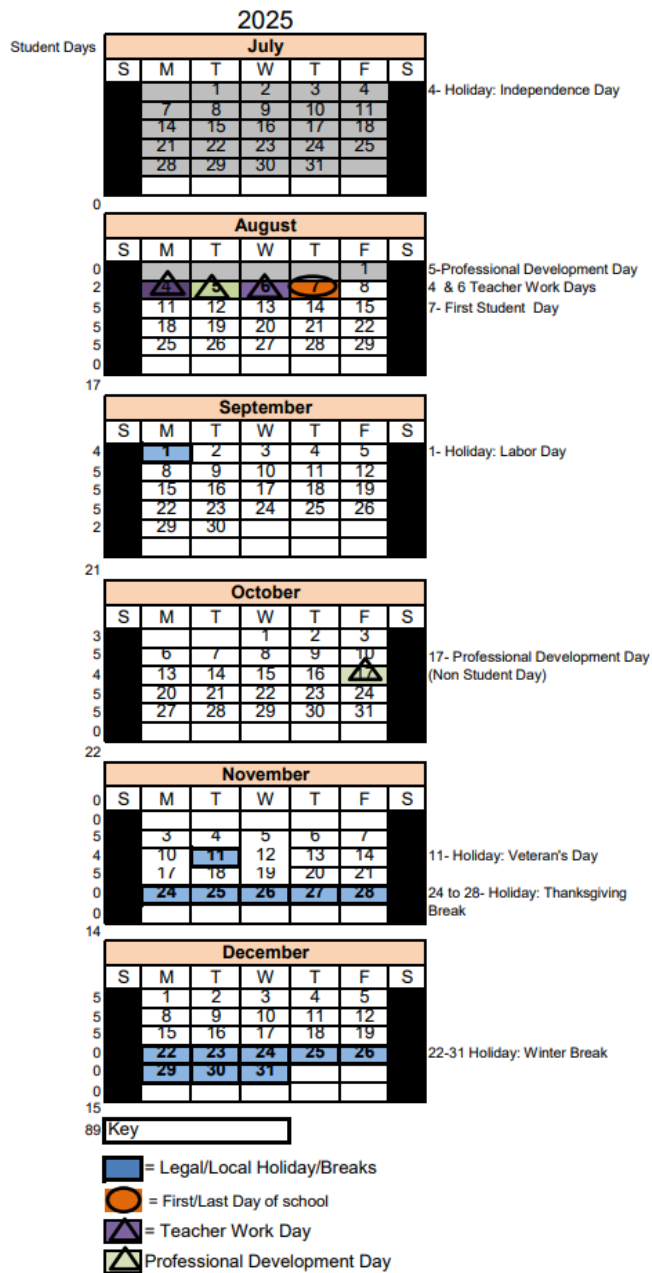 2025
Student Days
July
S M T W T F S
1 2 3 4
4- Holiday: Independence Day
7 8 9 10 11
14 15 16 17 18
21 22 23 24 25
28 29 30 31
0
August
S M T W T F S
0 1
5-Professional Development Day
2 4 5 6 7 8
4 & 6 Teacher Work Days
5 11 12 13 14 15
7- First Student Day
5 18 19 20 21 22
5 25 26 27 28 29
0
17
September
S M T W T F S
4 1 2 3 4 5
1- Holiday: Labor Day
5 8 9 10 11 12
5 15 16 17 18 19
5 22 23 24 25 26
2 29 30
21
October
S M T W T F S
3 1 2 3
5 6 7 8 9 10
17- Professional Development Day
4 13 14 15 16 17
(Non Student Day)
5 20 21 22 23 24
5 27 28 29 30 31
0
22
November
0 S M T W T F S
0
5 3 4 5 6 7
4 10 11 12 13 14
11- Holiday: Veteran's Day
5 17 18 19 20 21
0 24 25 26 27 28
24 to 28- Holiday: Thanksgiving
Break
0
14
December
S M T W T F S
5 1 2 3 4 5
5 8 9 10 11 12
5 15 16 17 18 19
0 22 23 24 25 26
22-31 Holiday: Winter Break
0 29 30 31
0
15
89 Key
= Legal/Local Holiday/Breaks
= First/Last Day of school
= Teacher Work Day
Professional Development Day